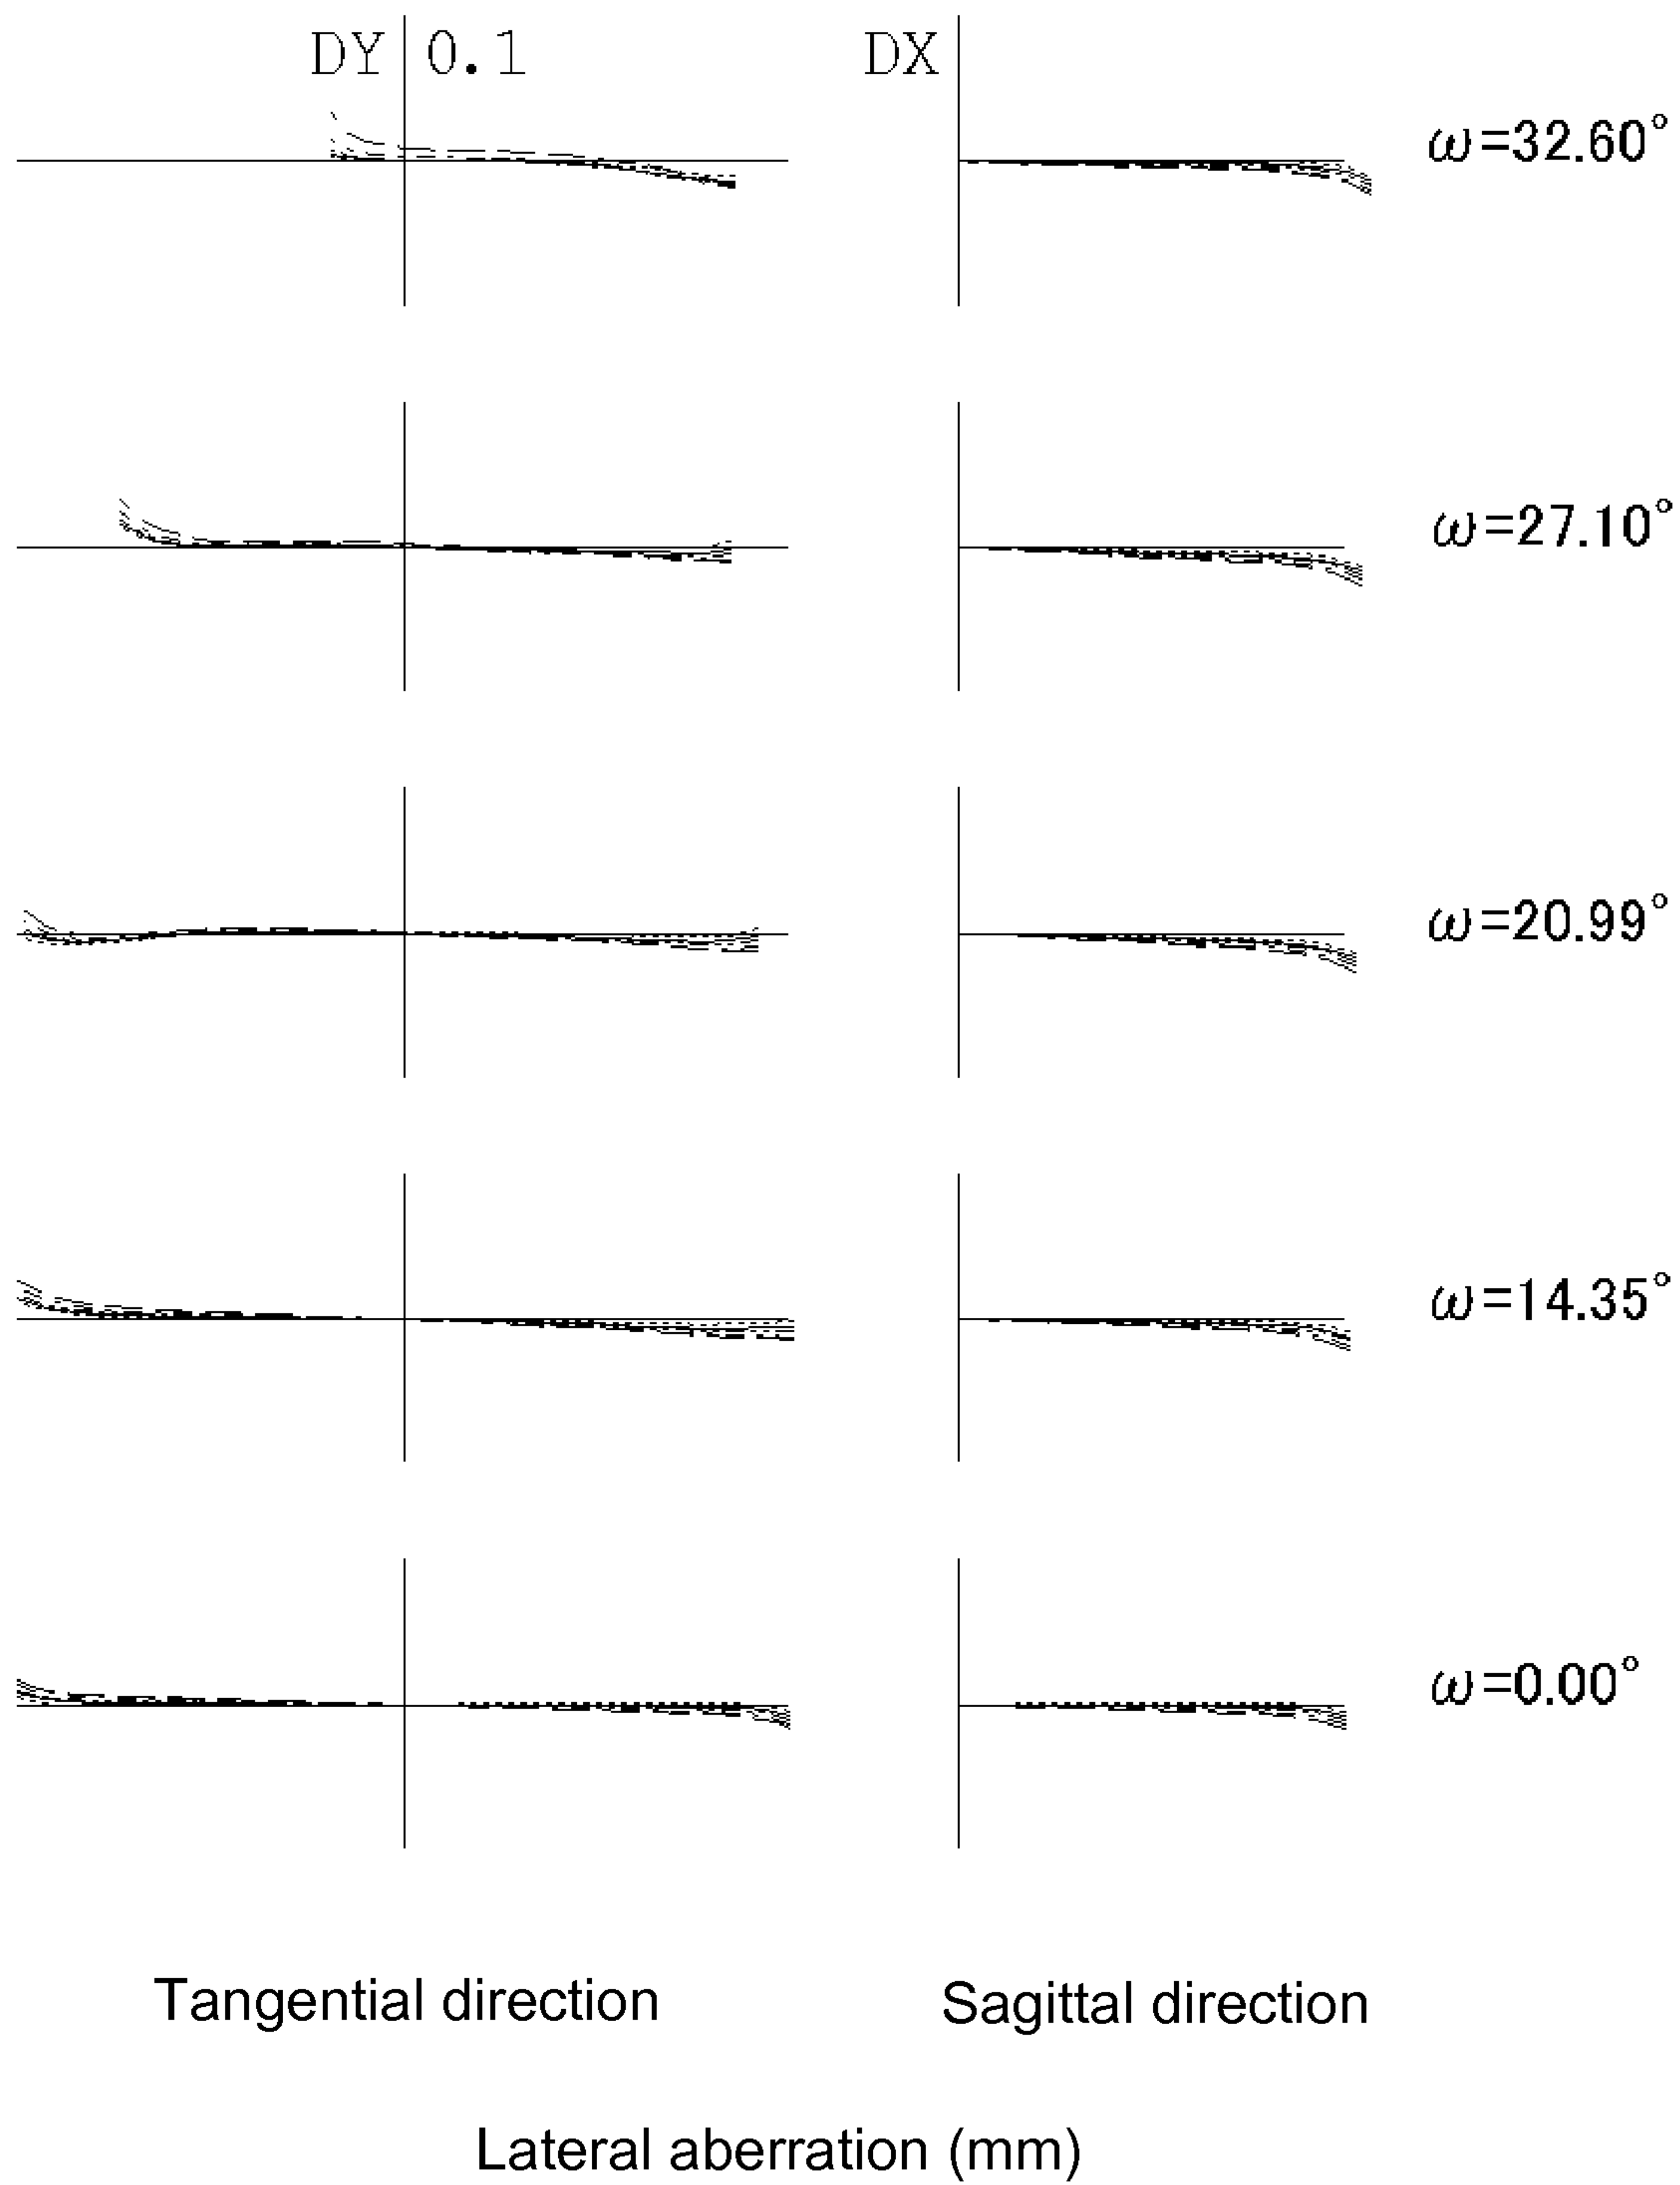 DY 0.1 DX
ω=32.60°
ω=27.10°
ω=20.99°
ω=14.35°
ω=0.00°
Tangential direction Sagittal direction
Lateral aberration (mm)